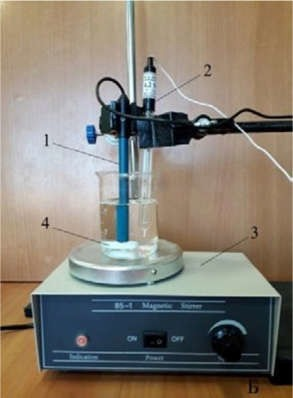 2
1
4
3
85-1 Magnetic Stirrer
ON OFF
Indication Power
Б